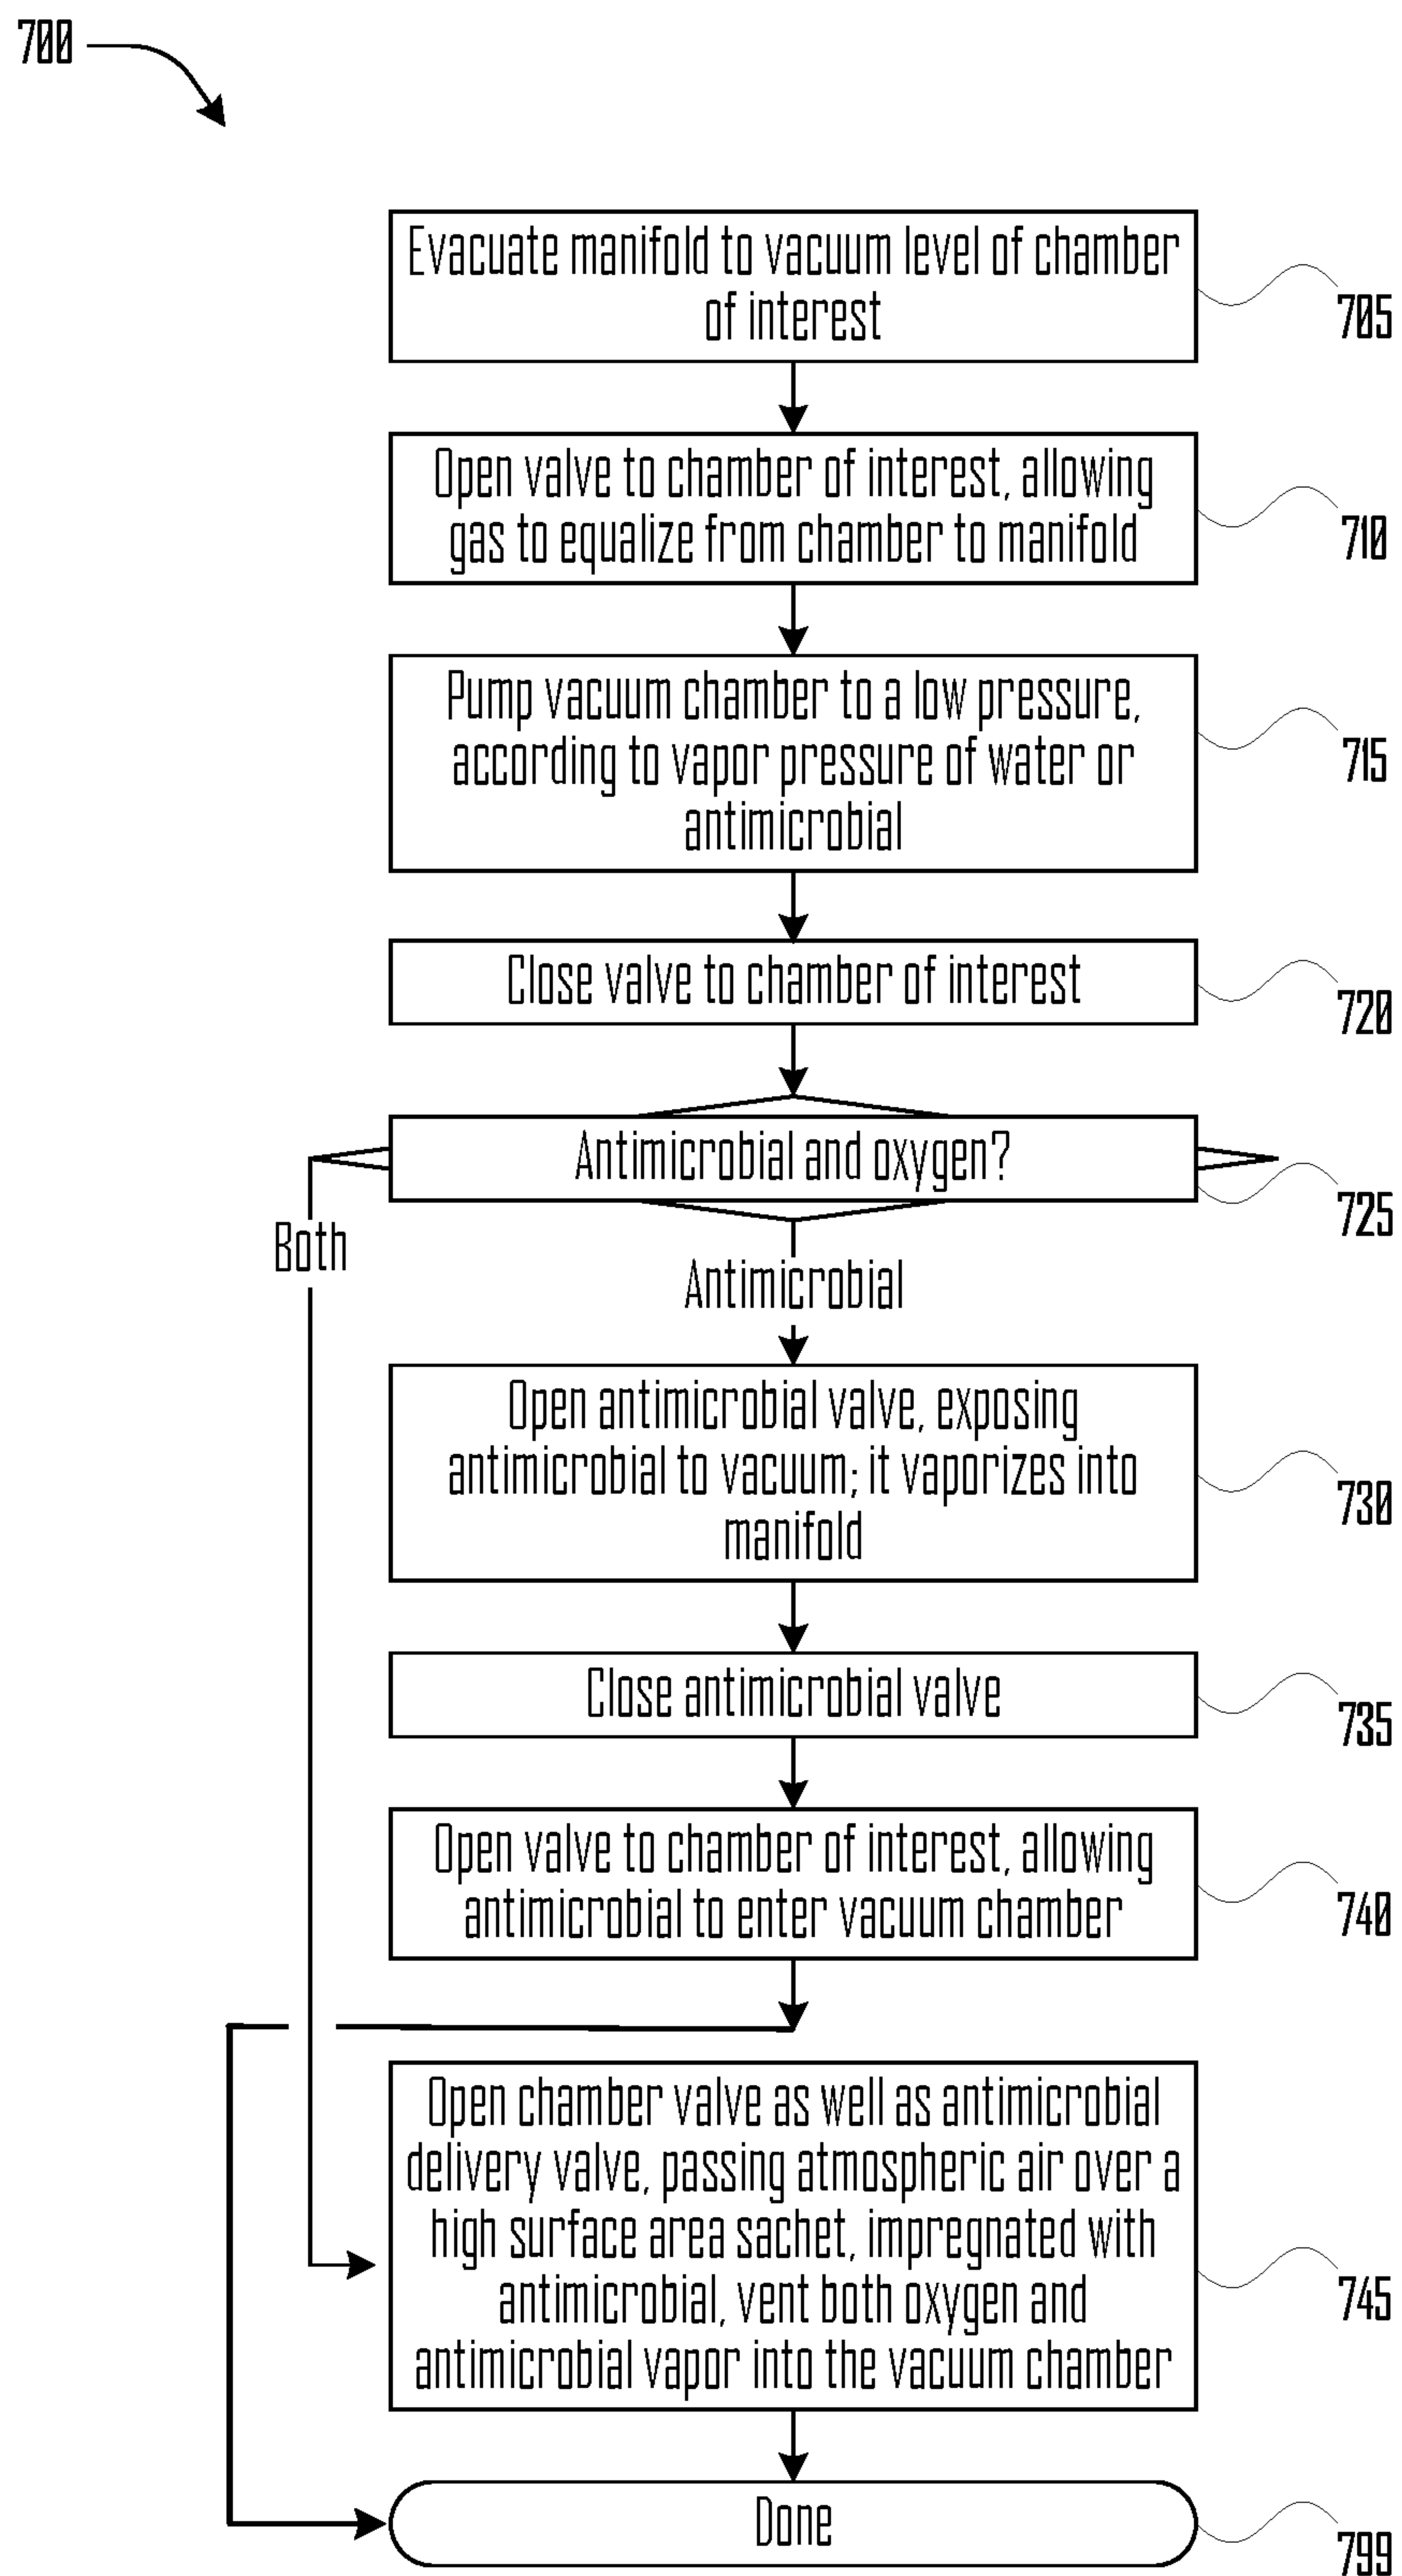 700
Evacuate manifold to vacuum level of chamber
of interest
705
Open valve to chamber of interest, allowing
gas to equalize from chamber to manifold
710
Pump vacuum chamber to a low pressure,
according to vapor pressure of water or
antimicrobial
715
Close valve to chamber of interest
720
Antimicrobial and oxygen?
725
Both
Antimicrobial
Open antimicrobial valve, exposing
antimicrobial to vacuum; it vaporizes into
manifold
730
Close antimicrobial valve
735
Open valve to chamber of interest, allowing
antimicrobial to enter vacuum chamber
740
Open chamber valve as well as antimicrobial
delivery valve, passing atmospheric air over a
high surface area sachet, impregnated with
antimicrobial, vent both oxygen and
antimicrobial vapor into the vacuum chamber
745
Done
799